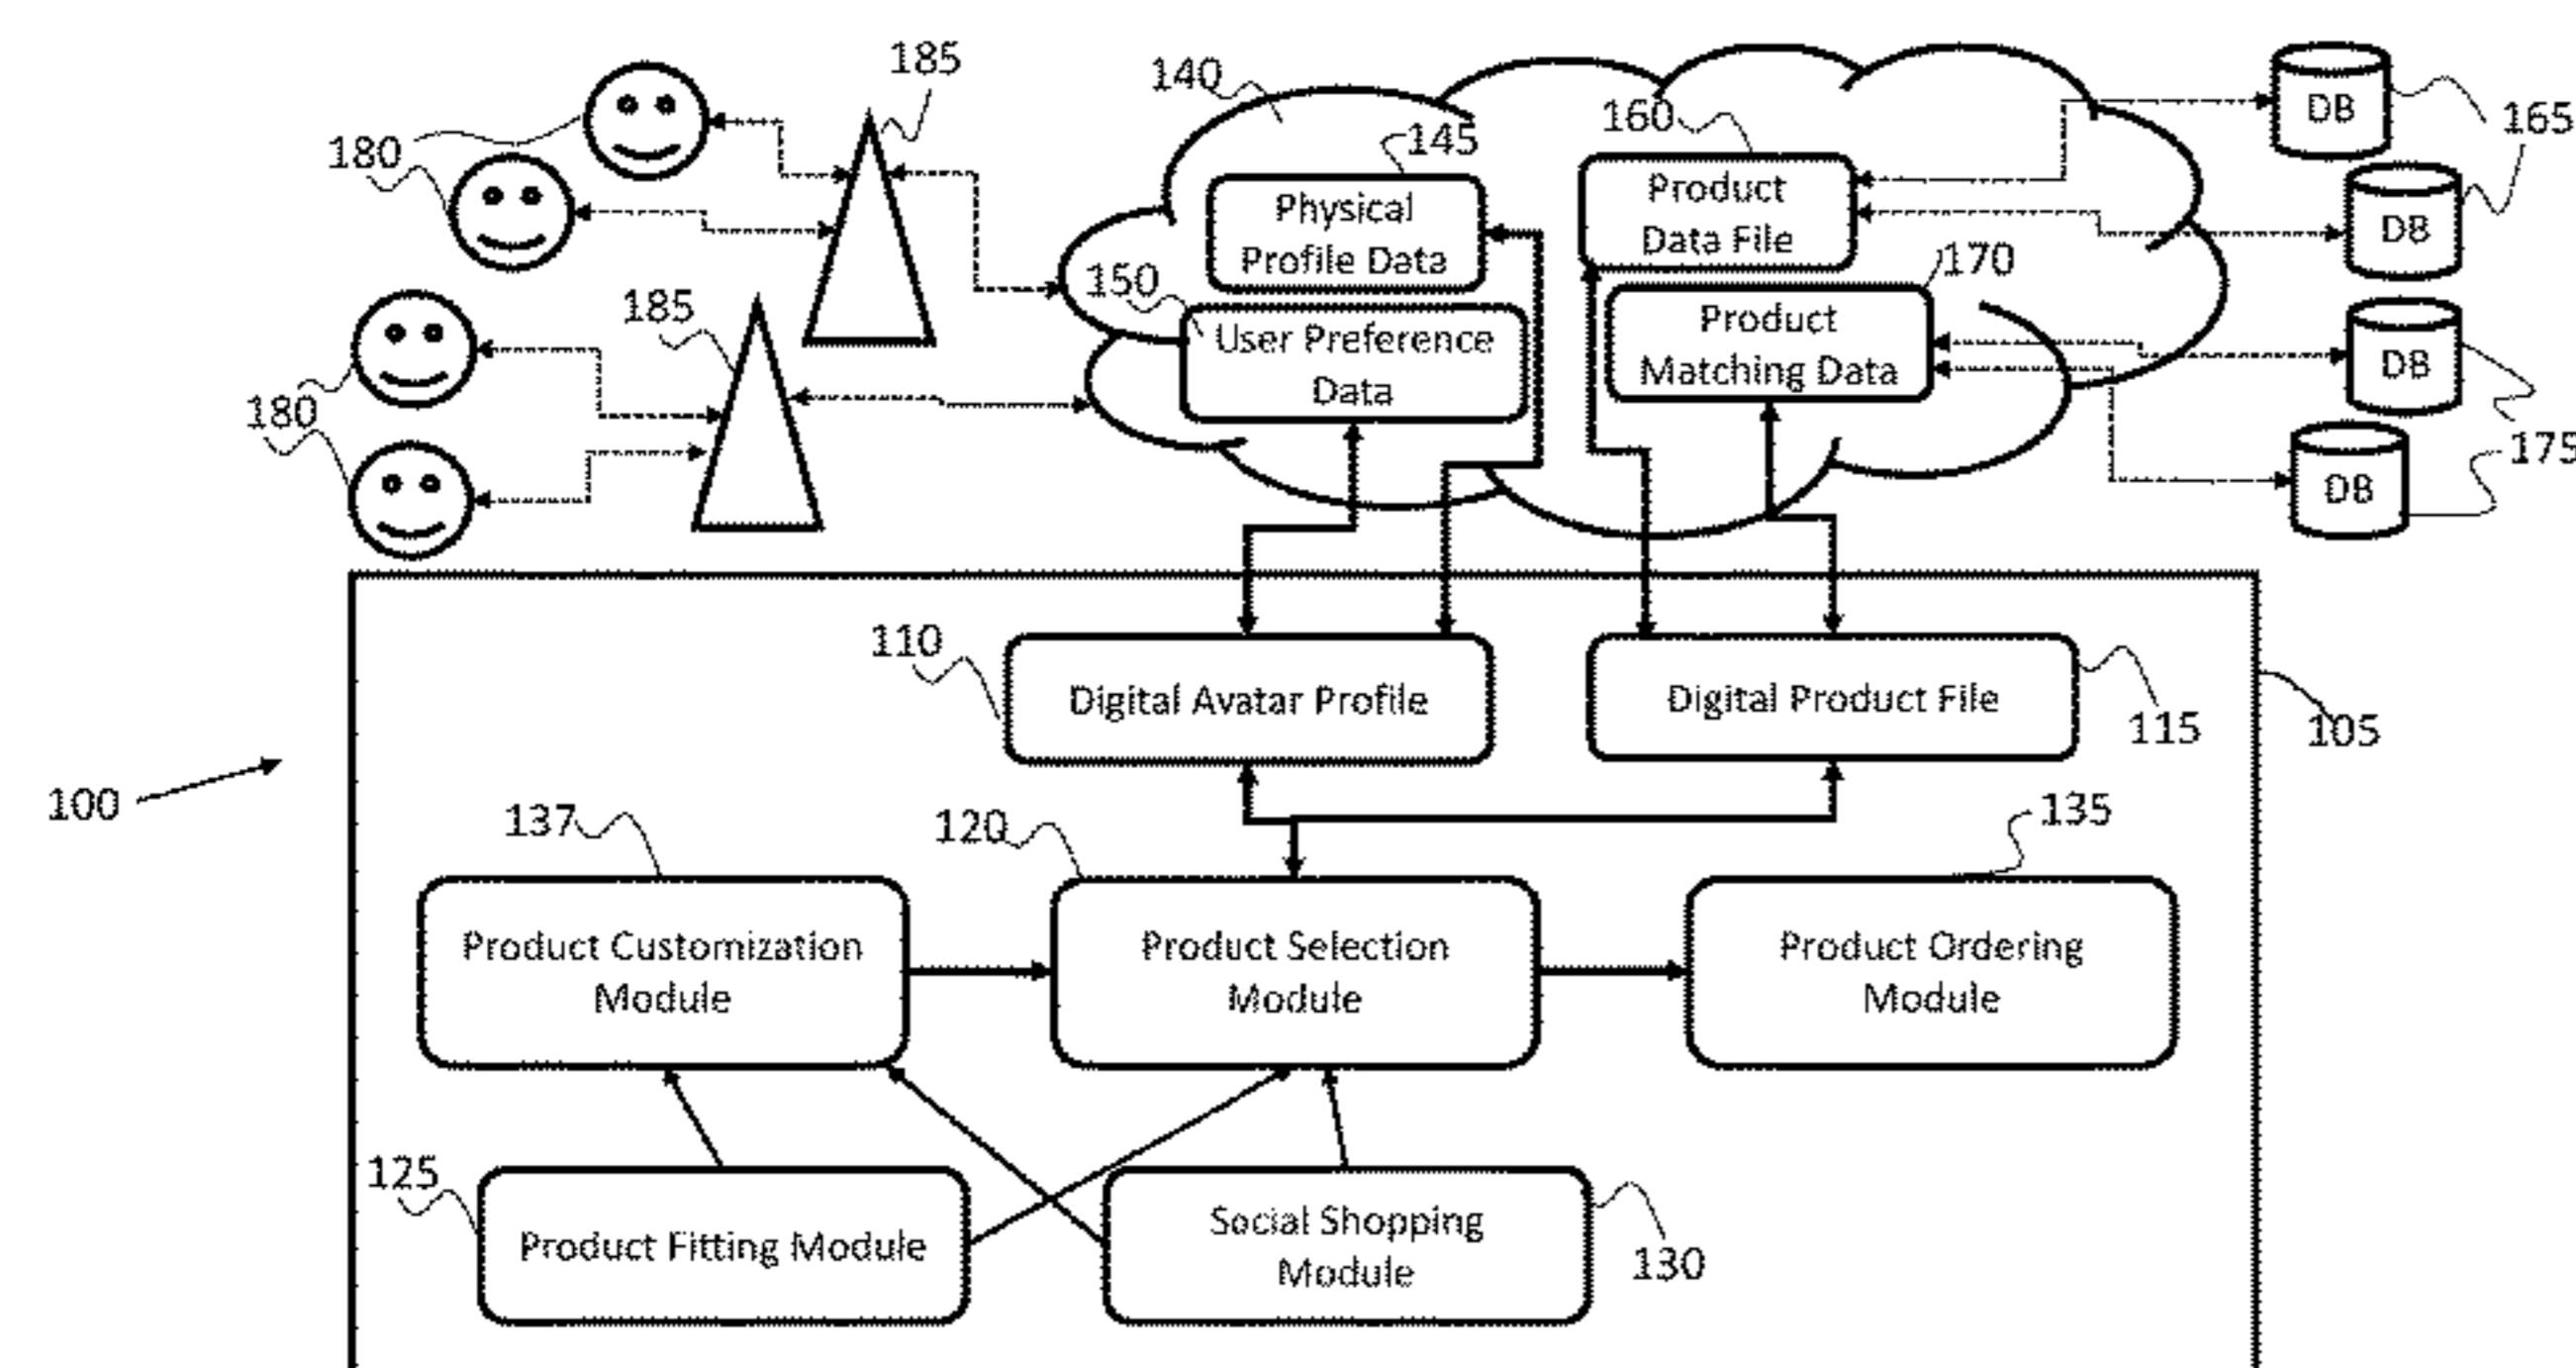 185
140
160
DB
165
180
145
Product
Data File
Physical
Profile Data
DB
170
150
185
User Preference
Data
Product
Matching Data
DB
180
175
DB
110
Digital Avatar Profile
Digital Product File
115
105
100
137
120
135
Product Customization
Module
Product Selection
Module
Product Ordering
Module
125
Product Fitting Module
Social Shopping
Module
130